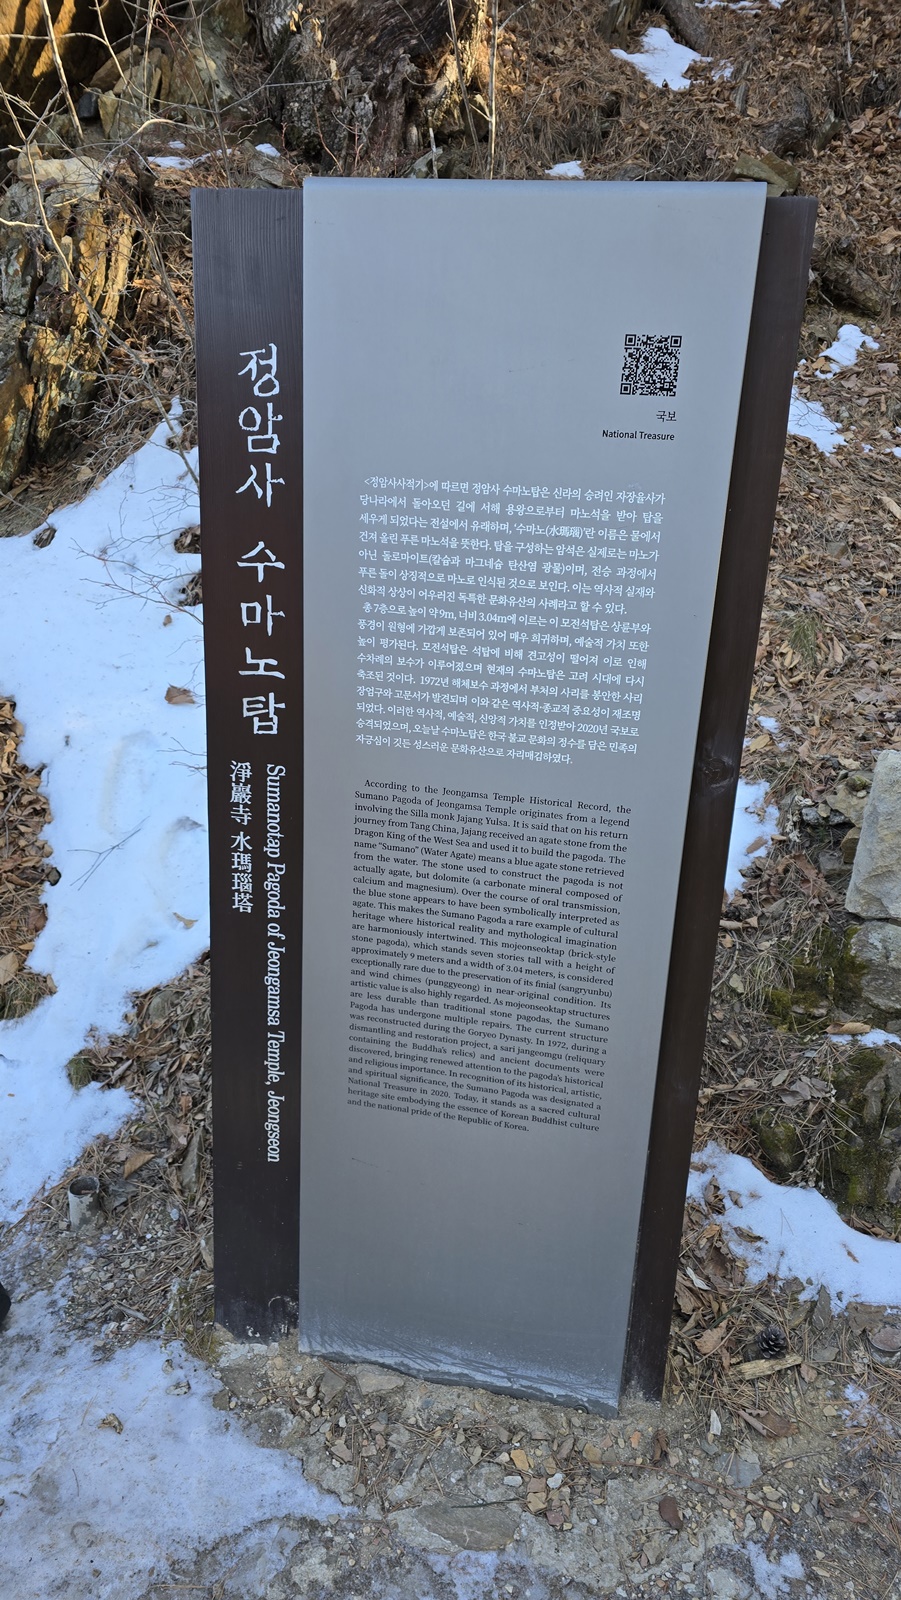 정암사 수마노탑
淨巖寺 水瑪瑙塔
Sumanotap Pagoda of Jeongamsa Temple, Jeongseon
국보
National Treasure
<정암사사적기>에 따르면 정암사 수마노탑은 신라의 승려인 자장율사가
당나라에서 돌아오던 길에 서해 용왕으로부터 마노석을 받아 탑을
세우게 되었다는 전설에서 유래하며, '수마노(水瑪瑙)'란 이름은 물에서
건져 올린 푸른 마노석을 뜻한다. 탑을 구성하는 암석은 실제로는 마노가
아닌 돌로마이트(칼슘과 마그네슘 탄산염 광물)이며, 전승 과정에서
푸른 돌이 상징적으로 마노로 인식된 것으로 보인다. 이는 역사적 실재와
신화적 상상이 어우러진 독특한 문화유산의 사례라고 할 수 있다.
총 7층으로 높이 약 9m, 너비 3.04m에 이르는 이 모전석탑은 상륜부와
풍경이 원형에 가깝게 보존되어 있어 매우 희귀하며, 예술적 가치 또한
높이 평가된다. 모전석탑은 석탑에 비해 견고성이 떨어져 이로 인해
수차례의 보수가 이루어졌으며 현재의 수마노탑은 고려 시대에 다시
축조된 것이다. 1972년 해체보수 과정에서 부처의 사리를 봉안한 사리
장엄구와 고문서가 발견되며 이와 같은 역사적·종교적 중요성이 재조명
되었다. 이러한 역사적, 예술적, 신앙적 가치를 인정받아 2020년 국보로
승격되었으며, 오늘날 수마노탑은 한국 불교 문화의 정수를 담은 민족의
자긍심이 깃든 성스러운 문화유산으로 자리매김하였다.
According to the Jeongamsa Temple Historical Record, the
Sumano Pagoda of Jeongamsa Temple originates from a legend
involving the Silla monk Jajang Yulsa. It is said that on his return
journey from Tang China, Jajang received an agate stone from the
Dragon King of the West Sea and used it to build the pagoda. The
name "Sumano" (Water Agate) means a blue agate stone retrieved
from the water. The stone used to construct the pagoda is not
actually agate, but dolomite (a carbonate mineral composed of
calcium and magnesium). Over the course of oral transmission,
the blue stone appears to have been symbolically interpreted as
agate. This makes the Sumano Pagoda a rare example of cultural
heritage where historical reality and mythological imagination
are harmoniously intertwined. This mojeonseoktap (brick-style
stone pagoda), which stands seven stories tall with a height of
approximately 9 meters and a width of 3.04 meters, is considered
exceptionally rare due to the preservation of its finial (sangryunbu)
and wind chimes (punggyeong) in near-original condition. Its
artistic value is also highly regarded. As mojeonseoktap structures
are less durable than traditional stone pagodas, the Sumano
Pagoda has undergone multiple repairs. The current structure
was reconstructed during the Goryeo Dynasty. In 1972, during a
dismantling and restoration project, a sari jangeomgu (reliquary
containing the Buddha's relics) and ancient documents were
discovered, bringing renewed attention to the pagoda's historical
and religious importance. In recognition of its historical, artistic,
and spiritual significance, the Sumano Pagoda was designated a
National Treasure in 2020. Today, it stands as a sacred cultural
heritage site embodying the essence of Korean Buddhist culture
and the national pride of the Republic of Korea.